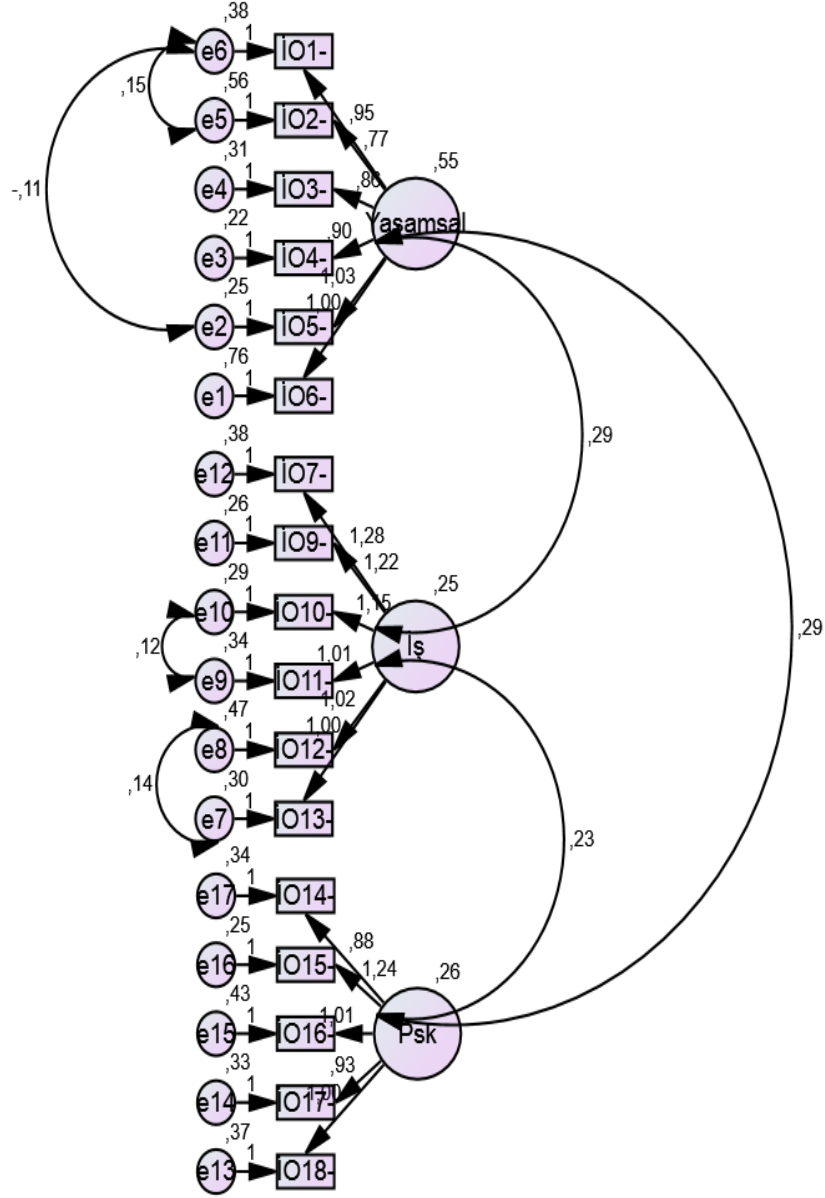 ,38
e6 1 İO1-
,15
,56
e5 1 İO2-
,95
,77
,31
e4 1 İO3-
,55
-,11
,22
Yaşamsal
e3 1 İO4-
,90
,25
1,03
1,00
e2 1 İO5-
,76
e1 1 İO6-
,29
,38
e12 1 İO7-
,26
e11 1 İO9-
1,28
1,22
,29
e10 1 İO10-
1,15
,25
,12
,34
İş
e9 1 İO11-
1,01
,29
,47
1,02
1,00
e8 1 İO12-
,14
,30
e7 1 İO13-
,23
,34
e17 1 İO14-
,25
,88
e16 1 İO15-
1,24
,26
,43
e15 1 İO16-
1,01
Psk
,33
,93
e14 1 İO17-
1,00
,37
e13 1 İO18-